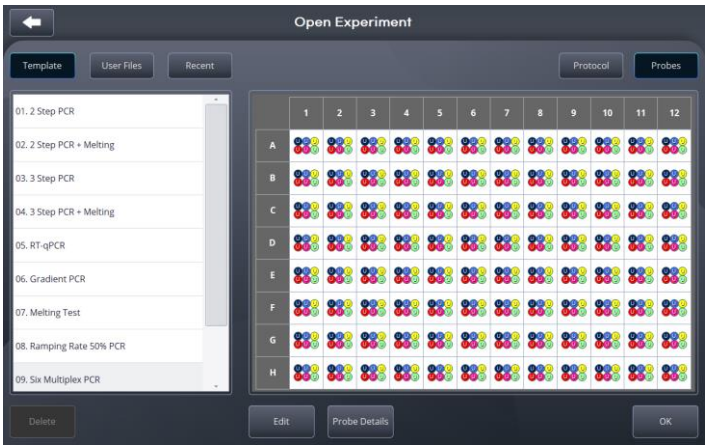 Open Experiment
Template User Files Recent Protocol Probes
01. 2 Step PCR
02. 2 Step PCR + Melting
03. 3 Step PCR
04. 3 Step PCR + Melting
05. RT-qPCR
06. Gradient PCR
07. Melting Test
08. Ramping Rate 50% PCR
09. Six Multiplex PCR
1 2 3 4 5 6 7 8 9 10 11 12
A
B
C
D
E
F
G
H
Delete Edit Probe Details OK